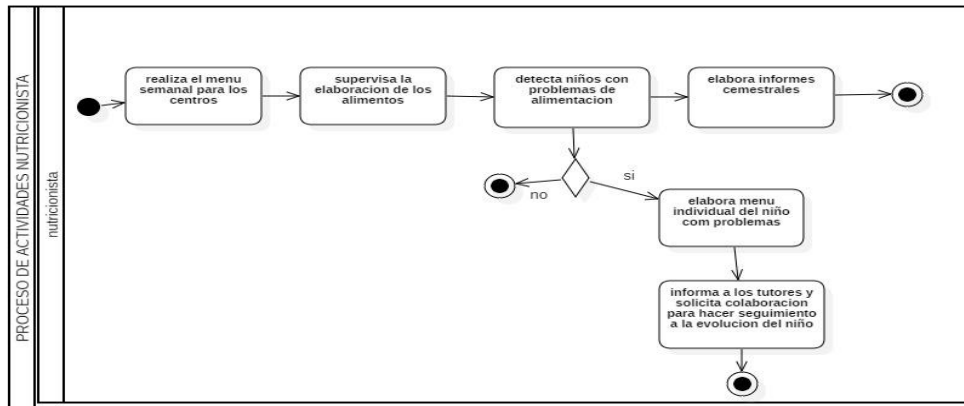 PROCESO DE ACTIVIDADES NUTRICIONISTA
nutricionista
realiza el menu
semanal para los
centros
supervisa la
elaboracion de los
alimentos
detecta niños con
problemas de
alimentacion
elabora informes
cemestrales
no
si
elabora menu
individual del niño
com problemas
informa a los tutores y
solicita colaboracion
para hacer seguimiento
a la evolucion del niño